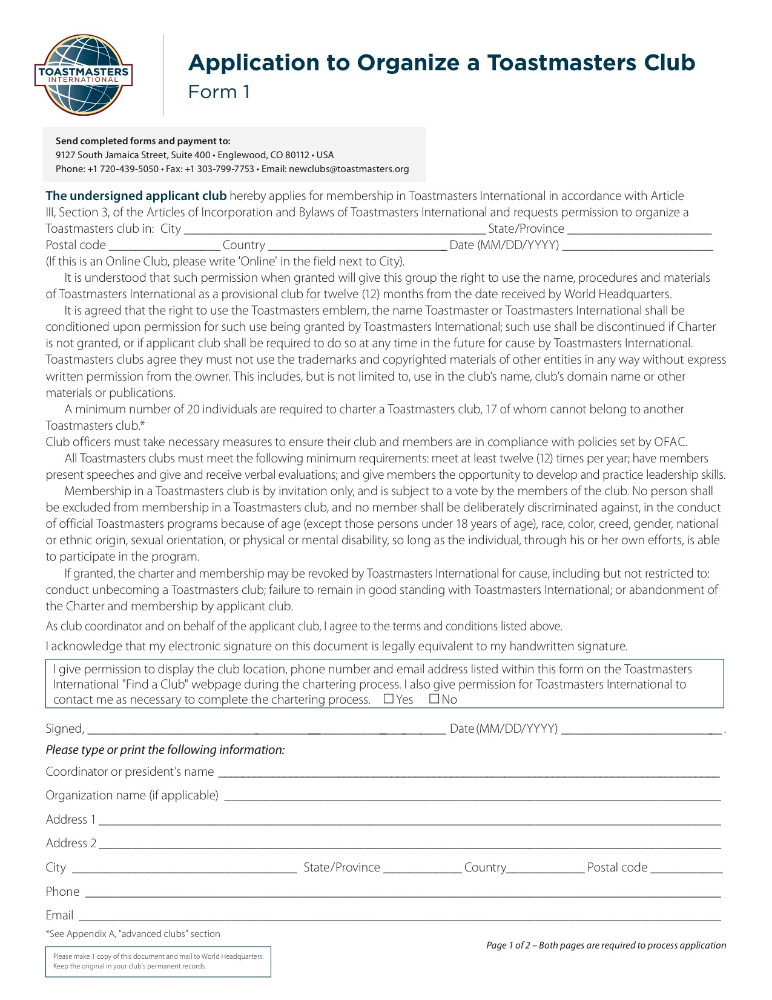 TOASTMASTERS
INTERNATIONAL
Application to Organize a Toastmasters Club
Form 1
Send completed forms and payment to:
9127 South Jamaica Street, Suite 400 • Englewood, CO 80112 • USA
Phone: +1 720-439-5050 • Fax: +1 303-799-7753 • Email: newclubs@toastmasters.org
The undersigned applicant club hereby applies for membership in Toastmasters International in accordance with Article
III, Section 3, of the Articles of Incorporation and Bylaws of Toastmasters International and requests permission to organize a
Toastmasters club in: City ______ State/Province ______
Postal code ______ Country ______ Date (MM/DD/YYYY) ______
(If this is an Online Club, please write 'Online' in the field next to City).
It is understood that such permission when granted will give this group the right to use the name, procedures and materials
of Toastmasters International as a provisional club for twelve (12) months from the date received by World Headquarters.
It is agreed that the right to use the Toastmasters emblem, the name Toastmaster or Toastmasters International shall be
conditioned upon permission for such use being granted by Toastmasters International; such use shall be discontinued if Charter
is not granted, or if applicant club shall be required to do so at any time in the future for cause by Toastmasters International.
Toastmasters clubs agree they must not use the trademarks and copyrighted materials of other entities in any way without express
written permission from the owner. This includes, but is not limited to, use in the club's name, club's domain name or other
materials or publications.
A minimum number of 20 individuals are required to charter a Toastmasters club, 17 of whom cannot belong to another
Toastmasters club.*
Club officers must take necessary measures to ensure their club and members are in compliance with policies set by OFAC.
All Toastmasters clubs must meet the following minimum requirements: meet at least twelve (12) times per year; have members
present speeches and give and receive verbal evaluations; and give members the opportunity to develop and practice leadership skills.
Membership in a Toastmasters club is by invitation only, and is subject to a vote by the members of the club. No person shall
be excluded from membership in a Toastmasters club, and no member shall be deliberately discriminated against, in the conduct
of official Toastmasters programs because of age (except those persons under 18 years of age), race, color, creed, gender, national
or ethnic origin, sexual orientation, or physical or mental disability, so long as the individual, through his or her own efforts, is able
to participate in the program.
If granted, the charter and membership may be revoked by Toastmasters International for cause, including but not restricted to:
conduct unbecoming a Toastmasters club; failure to remain in good standing with Toastmasters International; or abandonment of
the Charter and membership by applicant club.
As club coordinator and on behalf of the applicant club, I agree to the terms and conditions listed above.
I acknowledge that my electronic signature on this document is legally equivalent to my handwritten signature.
I give permission to display the club location, phone number and email address listed within this form on the Toastmasters
International "Find a Club" webpage during the chartering process. I also give permission for Toastmasters International to
contact me as necessary to complete the chartering process. ☐ Yes ☐ No
Signed, ______ Date (MM/DD/YYYY) ______.
Please type or print the following information:
Coordinator or president's name ______
Organization name (if applicable) ______
Address 1 ______
Address 2 ______
City ______ State/Province ______ Country ______ Postal code ______
Phone ______
Email ______
*See Appendix A, "advanced clubs" section
Page 1 of 2 – Both pages are required to process application
Please make 1 copy of this document and mail to World Headquarters.
Keep the original in your club's permanent records.